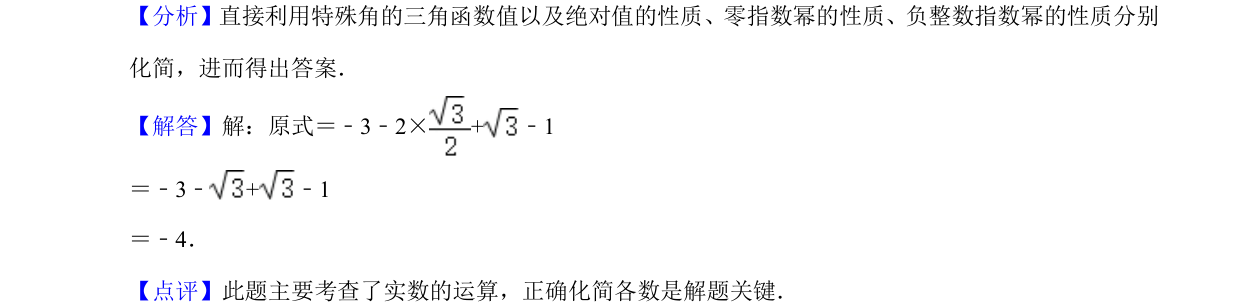 【分析】直接利用特殊角的三角函数值以及绝对值的性质、零指数幂的性质、负整数指数幂的性质分别
化简，进而得出答案．
【解答】解：原式＝﹣3﹣2×√3/2+√3﹣1
＝﹣3﹣√3+√3﹣1
＝﹣4．
【点评】此题主要考查了实数的运算，正确化简各数是解题关键．